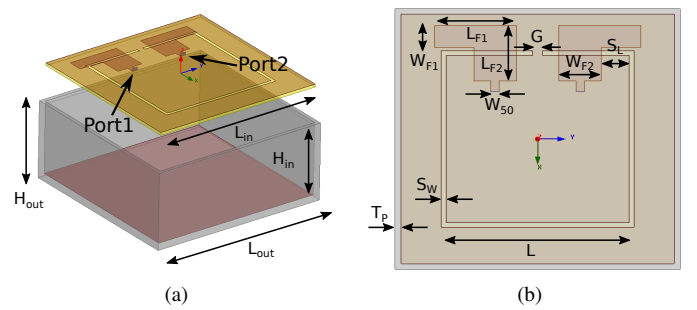 Port2
Port1
L_in
H_in
H_out
L_out
(a)
L_F1
G
S_L
W_F1
L_F2
W_F2
W_50
Y
X
S_W
T_P
L
(b)